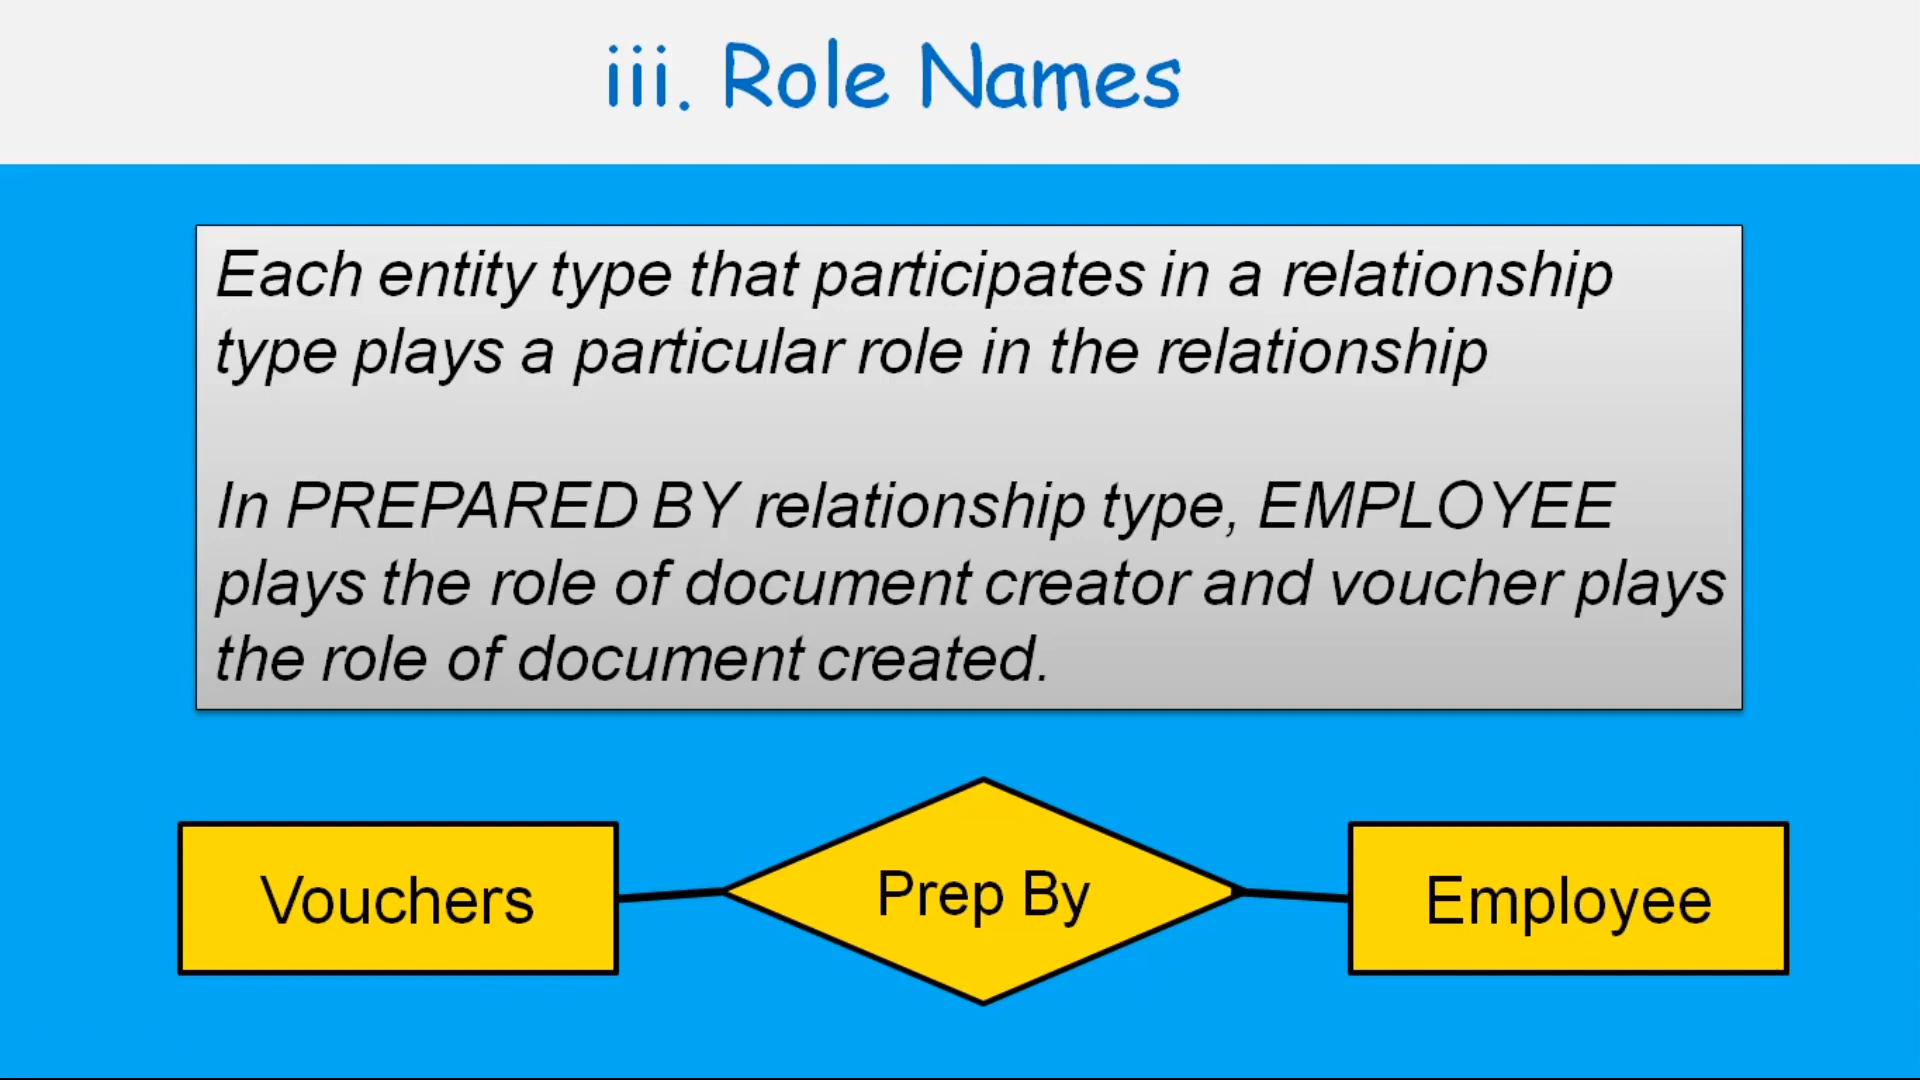 iii. Role Names
Each entity type that participates in a relationship
type plays a particular role in the relationship
In PREPARED BY relationship type, EMPLOYEE
plays the role of document creator and voucher plays
the role of document created.
Vouchers
Prep By
Employee